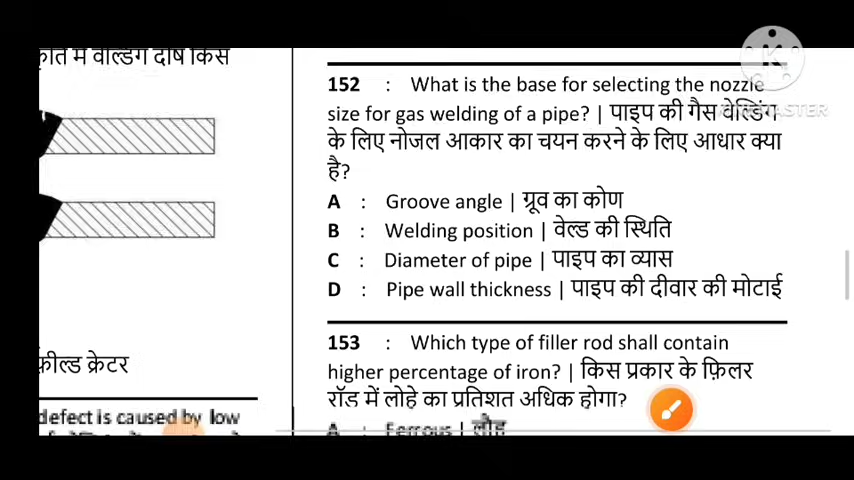 कृति में वेल्डिंग दोष किस
फ़ील्ड क्रेटर
defect is caused by low
152 : What is the base for selecting the nozzle
size for gas welding of a pipe? | पाइप की गैस वेल्डिंग
के लिए नोजल आकार का चयन करने के लिए आधार क्या
है?
A : Groove angle | ग्रूव का कोण
B : Welding position | वेल्ड की स्थिति
C : Diameter of pipe | पाइप का व्यास
D : Pipe wall thickness | पाइप की दीवार की मोटाई
153 : Which type of filler rod shall contain
higher percentage of iron? | किस प्रकार के फ़िलर
रॉड में लोहे का प्रतिशत अधिक होगा?
A : Ferrous | लौह